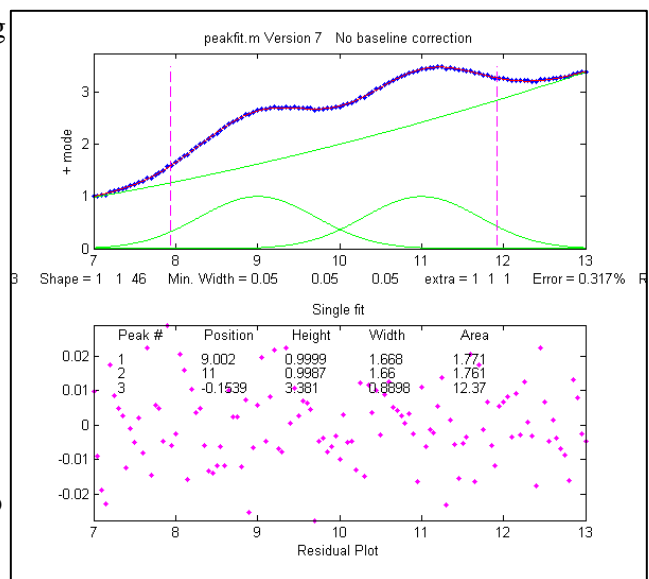 g
peakfit.m Version 7 No baseline correction
3
2
1
0
+ mode
7 8 9 10 11 12 13
3 Shape = 1 1 46 Min. Width = 0.05 0.05 0.05 extra = 1 1 1 Error = 0.317% R
Single fit
Peak # Position Height Width Area
1 9.002 0.9999 1.668 1.771
2 11 0.9987 1.66 1.761
3 -0.1539 3.381 0.8898 12.37
0.02
0.01
0
-0.01
-0.02
7 8 9 10 11 12 13
Residual Plot